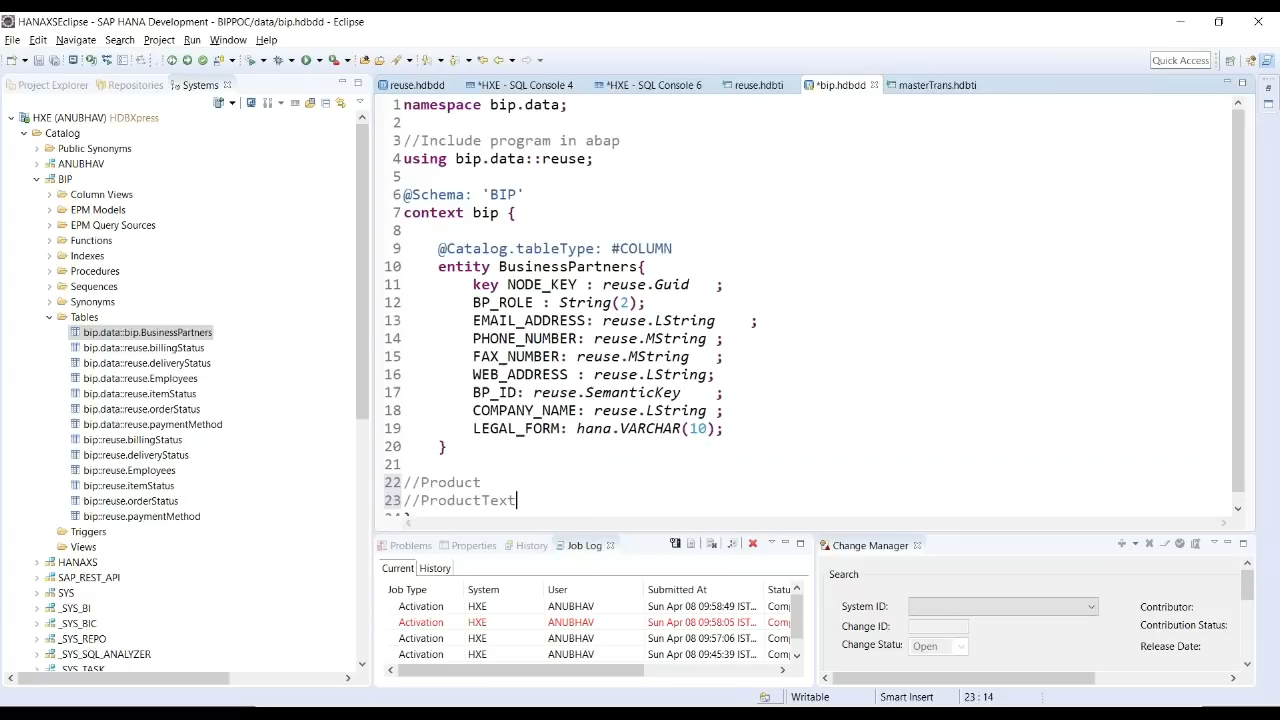 HANAXSEclipse - SAP HANA Development - BIPPOC/data/bip.hdbdd - Eclipse
File Edit Navigate Search Project Run Window Help
Quick Access
Project Explorer Repositories Systems
HXE (ANUBHAV) HDBXpress
Catalog
Public Synonyms
ANUBHAV
BIP
Column Views
EPM Models
EPM Query Sources
Functions
Indexes
Procedures
Sequences
Synonyms
Tables
bip.data::bip.BusinessPartners
bip.data::reuse.billingStatus
bip.data::reuse.deliveryStatus
bip.data::reuse.Employees
bip.data::reuse.itemStatus
bip.data::reuse.orderStatus
bip.data::reuse.paymentMethod
bip::reuse.billingStatus
bip::reuse.deliveryStatus
bip::reuse.Employees
bip::reuse.itemStatus
bip::reuse.orderStatus
bip::reuse.paymentMethod
Triggers
Views
HANAXS
SAP_REST_API
SYS
_SYS_BI
_SYS_BIC
_SYS_REPO
_SYS_SQL_ANALYZER
_SYS_TASK
reuse.hdbdd *HXE - SQL Console 4 *HXE - SQL Console 6 reuse.hdbti *bip.hdbdd masterTrans.hdbti
1 namespace bip.data;
2
3 //Include program in abap
4 using bip.data::reuse;
5
6 @Schema: 'BIP'
7 context bip {
8
9 @Catalog.tableType: #COLUMN
10 entity BusinessPartners{
11 key NODE_KEY : reuse.Guid ;
12 BP_ROLE : String(2);
13 EMAIL_ADDRESS: reuse.LString ;
14 PHONE_NUMBER: reuse.MString ;
15 FAX_NUMBER: reuse.MString ;
16 WEB_ADDRESS : reuse.LString;
17 BP_ID: reuse.SemanticKey ;
18 COMPANY_NAME: reuse.LString ;
19 LEGAL_FORM: hana.VARCHAR(10);
20 }
21
22 //Product
23 //ProductText
Problems Properties History Job Log
Current History
Job Type System User Submitted At Statu
Activation HXE ANUBHAV Sun Apr 08 09:58:49 IST... Com
Activation HXE ANUBHAV Sun Apr 08 09:58:05 IST... Com
Activation HXE ANUBHAV Sun Apr 08 09:57:06 IST... Com
Activation HXE ANUBHAV Sun Apr 08 09:45:39 IST... Com
Change Manager
Search
System ID: Contributor:
Change ID: Contribution Status:
Change Statu: Open Release Date:
Writable Smart Insert 23 : 14